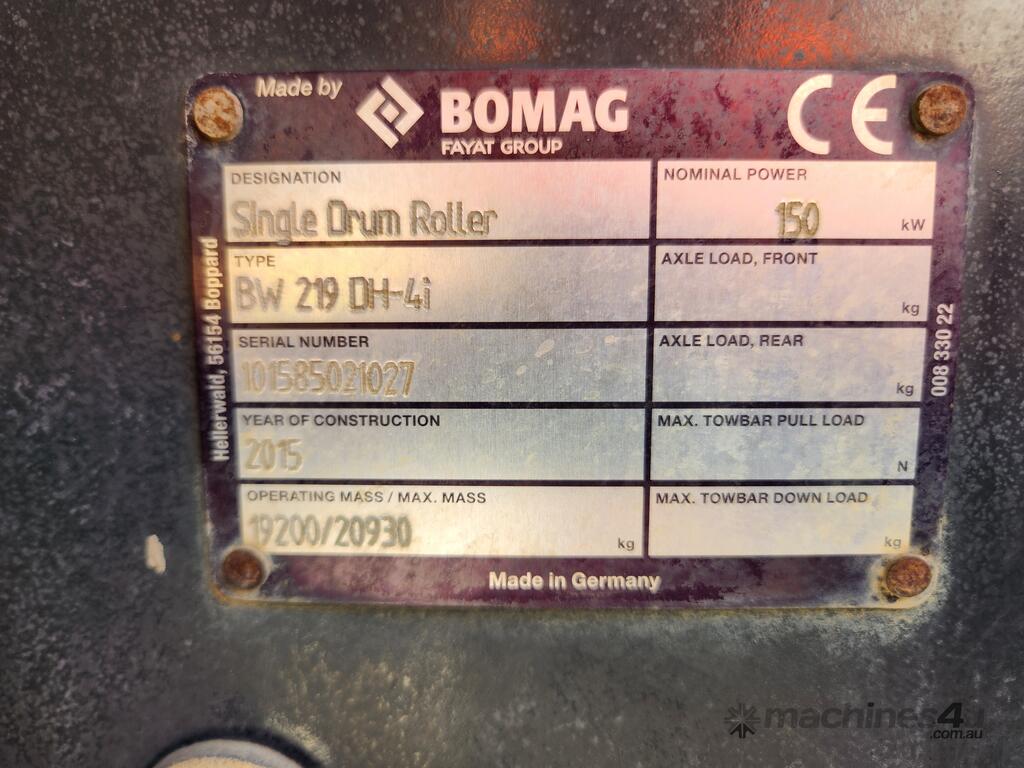 Made by
BOMAG
FAYAT GROUP
CE
DESIGNATION
Single Drum Roller
NOMINAL POWER
150 kW
TYPE
BW 219 DH-4i
AXLE LOAD, FRONT
kg
SERIAL NUMBER
101585021027
AXLE LOAD, REAR
kg
YEAR OF CONSTRUCTION
2015
MAX. TOWBAR PULL LOAD
N
OPERATING MASS / MAX. MASS
19200/20930 kg
MAX. TOWBAR DOWN LOAD
kg
Hellerwald, 56154 Boppard
008 330 22
Made in Germany
machines4u
.com.au